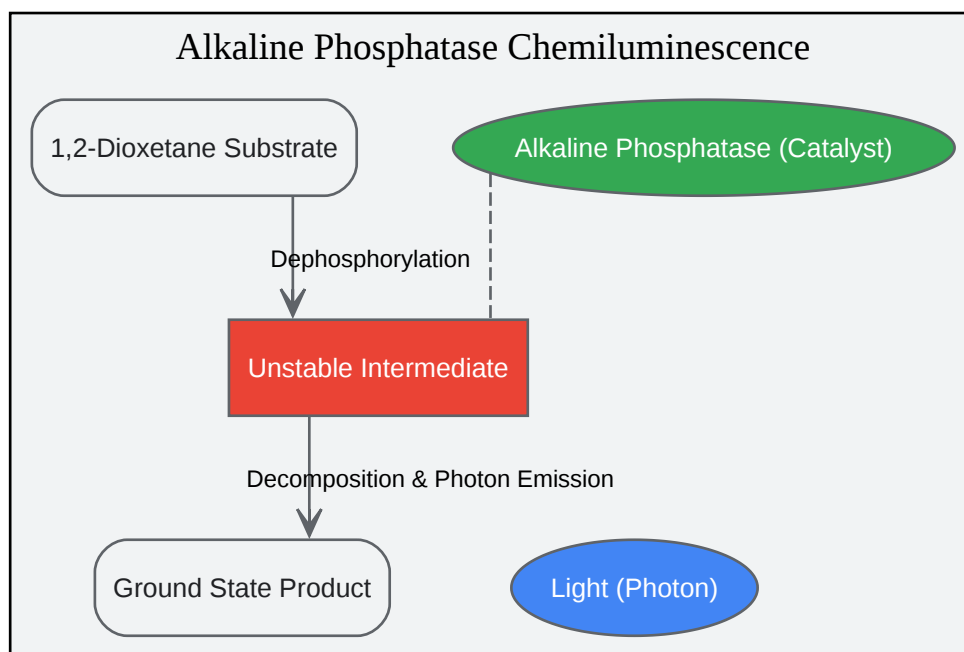 Alkaline Phosphatase Chemiluminescence
1,2-Dioxetane Substrate
Alkaline Phosphatase (Catalyst)
Dephosphorylation
Unstable Intermediate
Decomposition & Photon Emission
Ground State Product
Light (Photon)